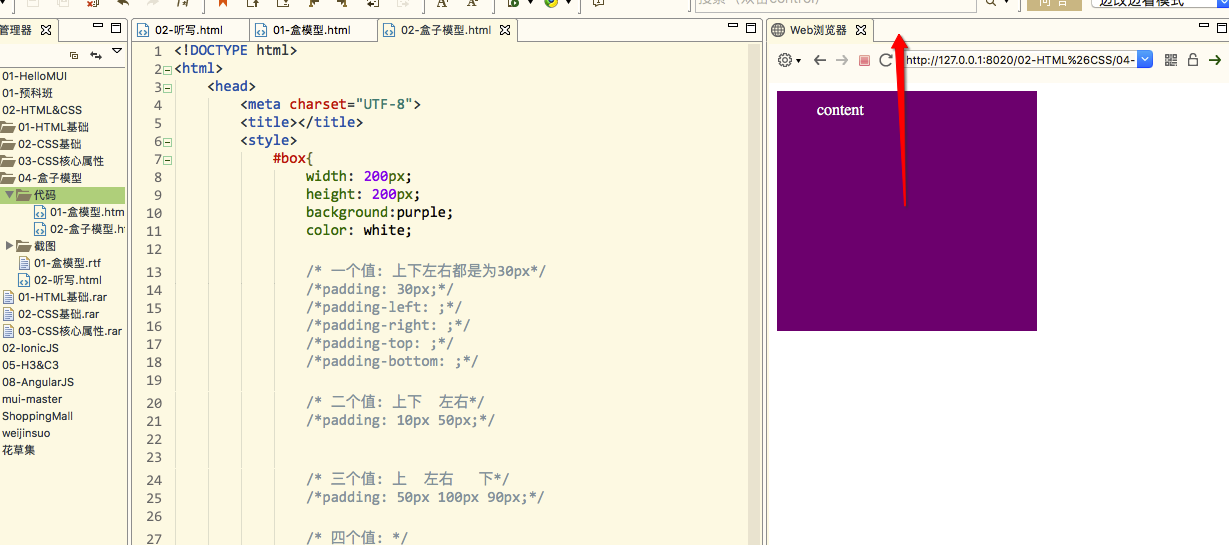 搜索（双击control）
问 答
边改边看模式
管理器
02-听写.html
01-盒模型.html
02-盒子模型.html
Web浏览器
http://127.0.0.1:8020/02-HTML%26CSS/04-
01-HelloMUI
01-预科班
02-HTML&CSS
01-HTML基础
02-CSS基础
03-CSS核心属性
04-盒子模型
代码
01-盒模型.htm
02-盒子模型.h
截图
01-盒模型.rtf
02-听写.html
01-HTML基础.rar
02-CSS基础.rar
03-CSS核心属性.rar
02-IonicJS
05-H3&C3
08-AngularJS
mui-master
ShoppingMall
weijinsuo
花草集
1 <!DOCTYPE html>
2 <html>
3 <head>
4 <meta charset="UTF-8">
5 <title></title>
6 <style>
7 #box{
8 width: 200px;
9 height: 200px;
10 background:purple;
11 color: white;
12
13 /* 一个值: 上下左右都是为30px*/
14 /*padding: 30px;*/
15 /*padding-left: ;*/
16 /*padding-right: ;*/
17 /*padding-top: ;*/
18 /*padding-bottom: ;*/
19
20 /* 二个值: 上下  左右*/
21 /*padding: 10px 50px;*/
22
23
24 /* 三个值: 上  左右   下*/
25 /*padding: 50px 100px 90px;*/
26
27 /* 四个值: */
content